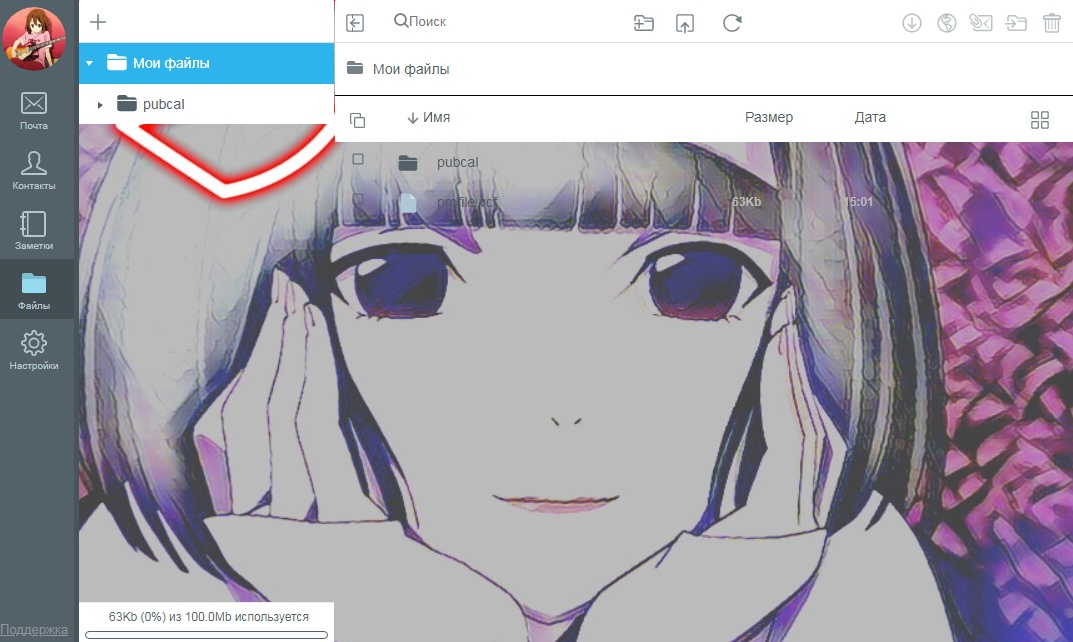 Почта
Контакты
Заметки
Файлы
Настройки
Поддержка
Мои файлы
pubcal
63Kb (0%) из 100.0Mb используется
Поиск
Мои файлы
Имя Размер Дата
pubcal
profile.vcf 63Kb 15:01